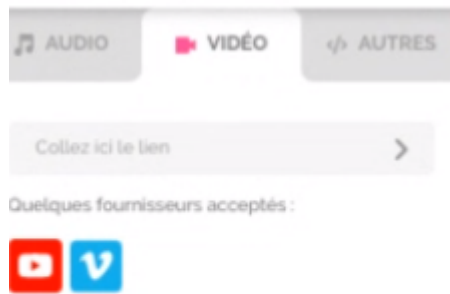 AUDIO VIDÉO </> AUTRES
Collez ici le lien
Quelques fournisseurs acceptés :